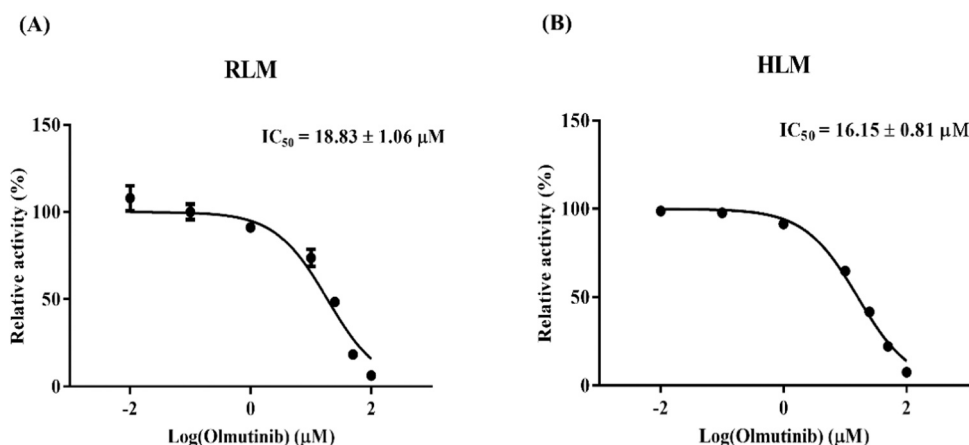 (A)
RLM
IC₅₀ = 18.83 ± 1.06 μM
150
100
50
0
-2 0 2
Relative activity (%)
Log(Olmutinib) (μM)
(B)
HLM
IC₅₀ = 16.15 ± 0.81 μM
150
100
50
0
-2 0 2
Relative activity (%)
Log(Olmutinib) (μM)